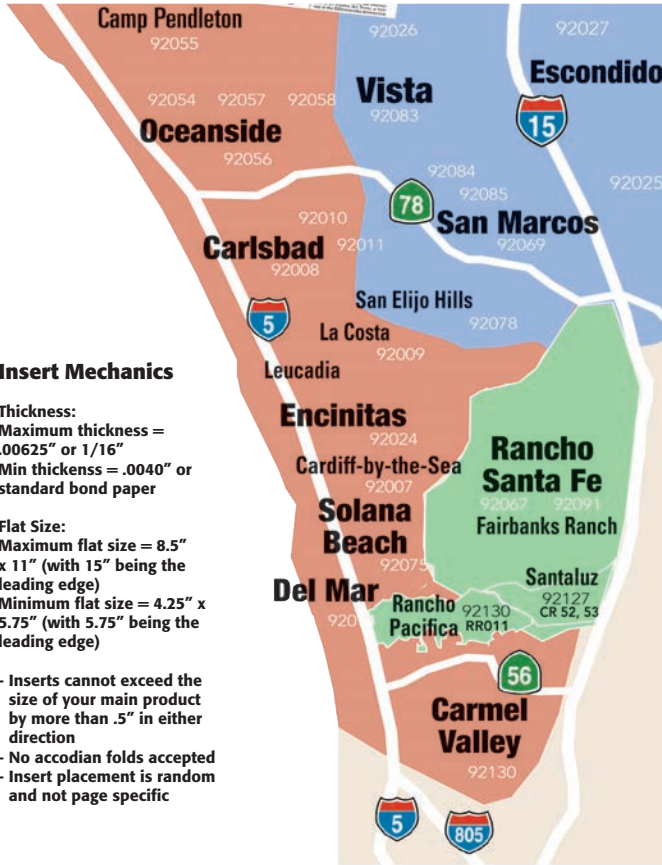 Camp Pendleton
92055
92026
92027
Escondido
Vista
92083
92054 92057 92058
Oceanside
92056
15
92084
92085
92025
78
San Marcos
92069
92010
Carlsbad 92011
92008
5
San Elijo Hills
92078
La Costa
92009
Leucadia
Encinitas
92024
Cardiff-by-the-Sea
92007
Rancho
Santa Fe
92067 92091
Fairbanks Ranch
Solana
Beach
92075
Del Mar
Santaluz
92127
CR 52, 53
Rancho
Pacifica
92130
RR011
56
Carmel
Valley
92130
5
805
Insert Mechanics
Thickness:
Maximum thickness =
.00625” or 1/16”
Min thickenss = .0040” or
standard bond paper
Flat Size:
Maximum flat size = 8.5”
x 11” (with 15” being the
leading edge)
Minimum flat size = 4.25” x
5.75” (with 5.75” being the
leading edge)
- Inserts cannot exceed the
size of your main product
by more than .5” in either
direction
- No accodian folds accepted
- Insert placement is random
and not page specific